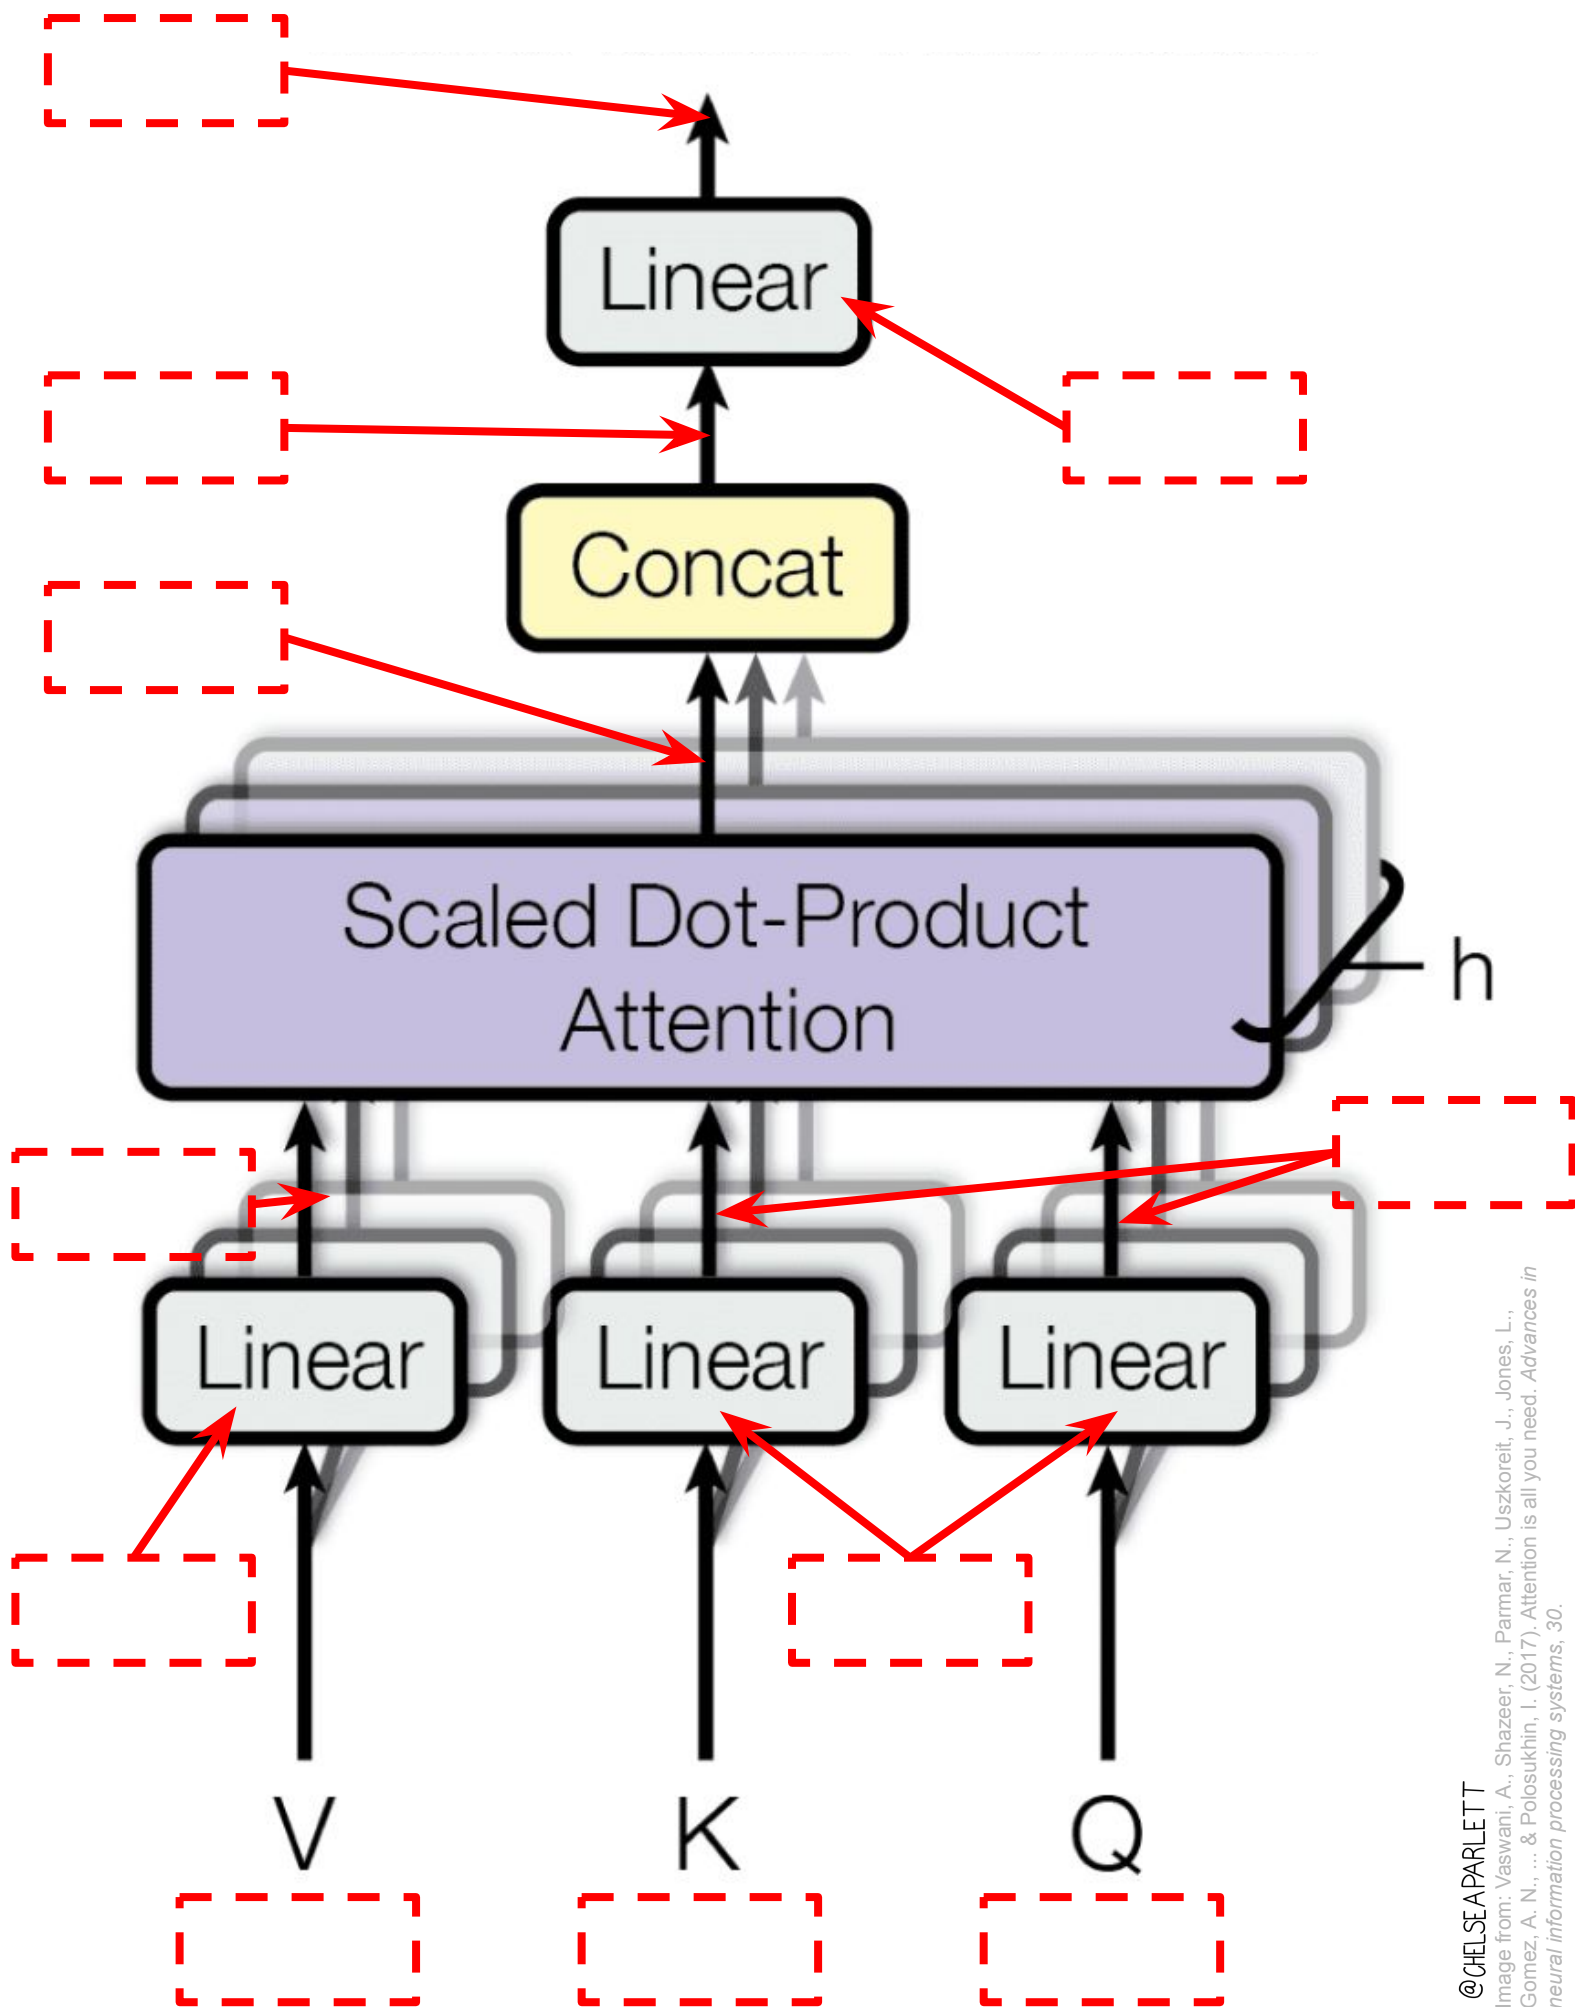 Linear
Concat
Scaled Dot-Product
Attention
h
Linear
Linear
Linear
V
K
Q
@CHELSEAPARLETT
Image from: Vaswani, A., Shazeer, N., Parmar, N., Uszkoreit, J., Jones, L.,
Gomez, A. N., ... & Polosukhin, I. (2017). Attention is all you need. Advances in
neural information processing systems, 30.